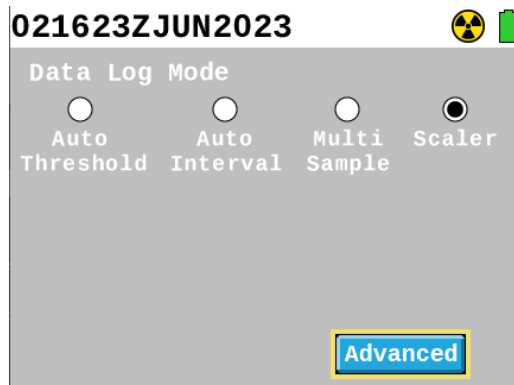 021623ZJUN2023
Data Log Mode
Auto Auto Multi Scaler
Threshold Interval Sample
Advanced